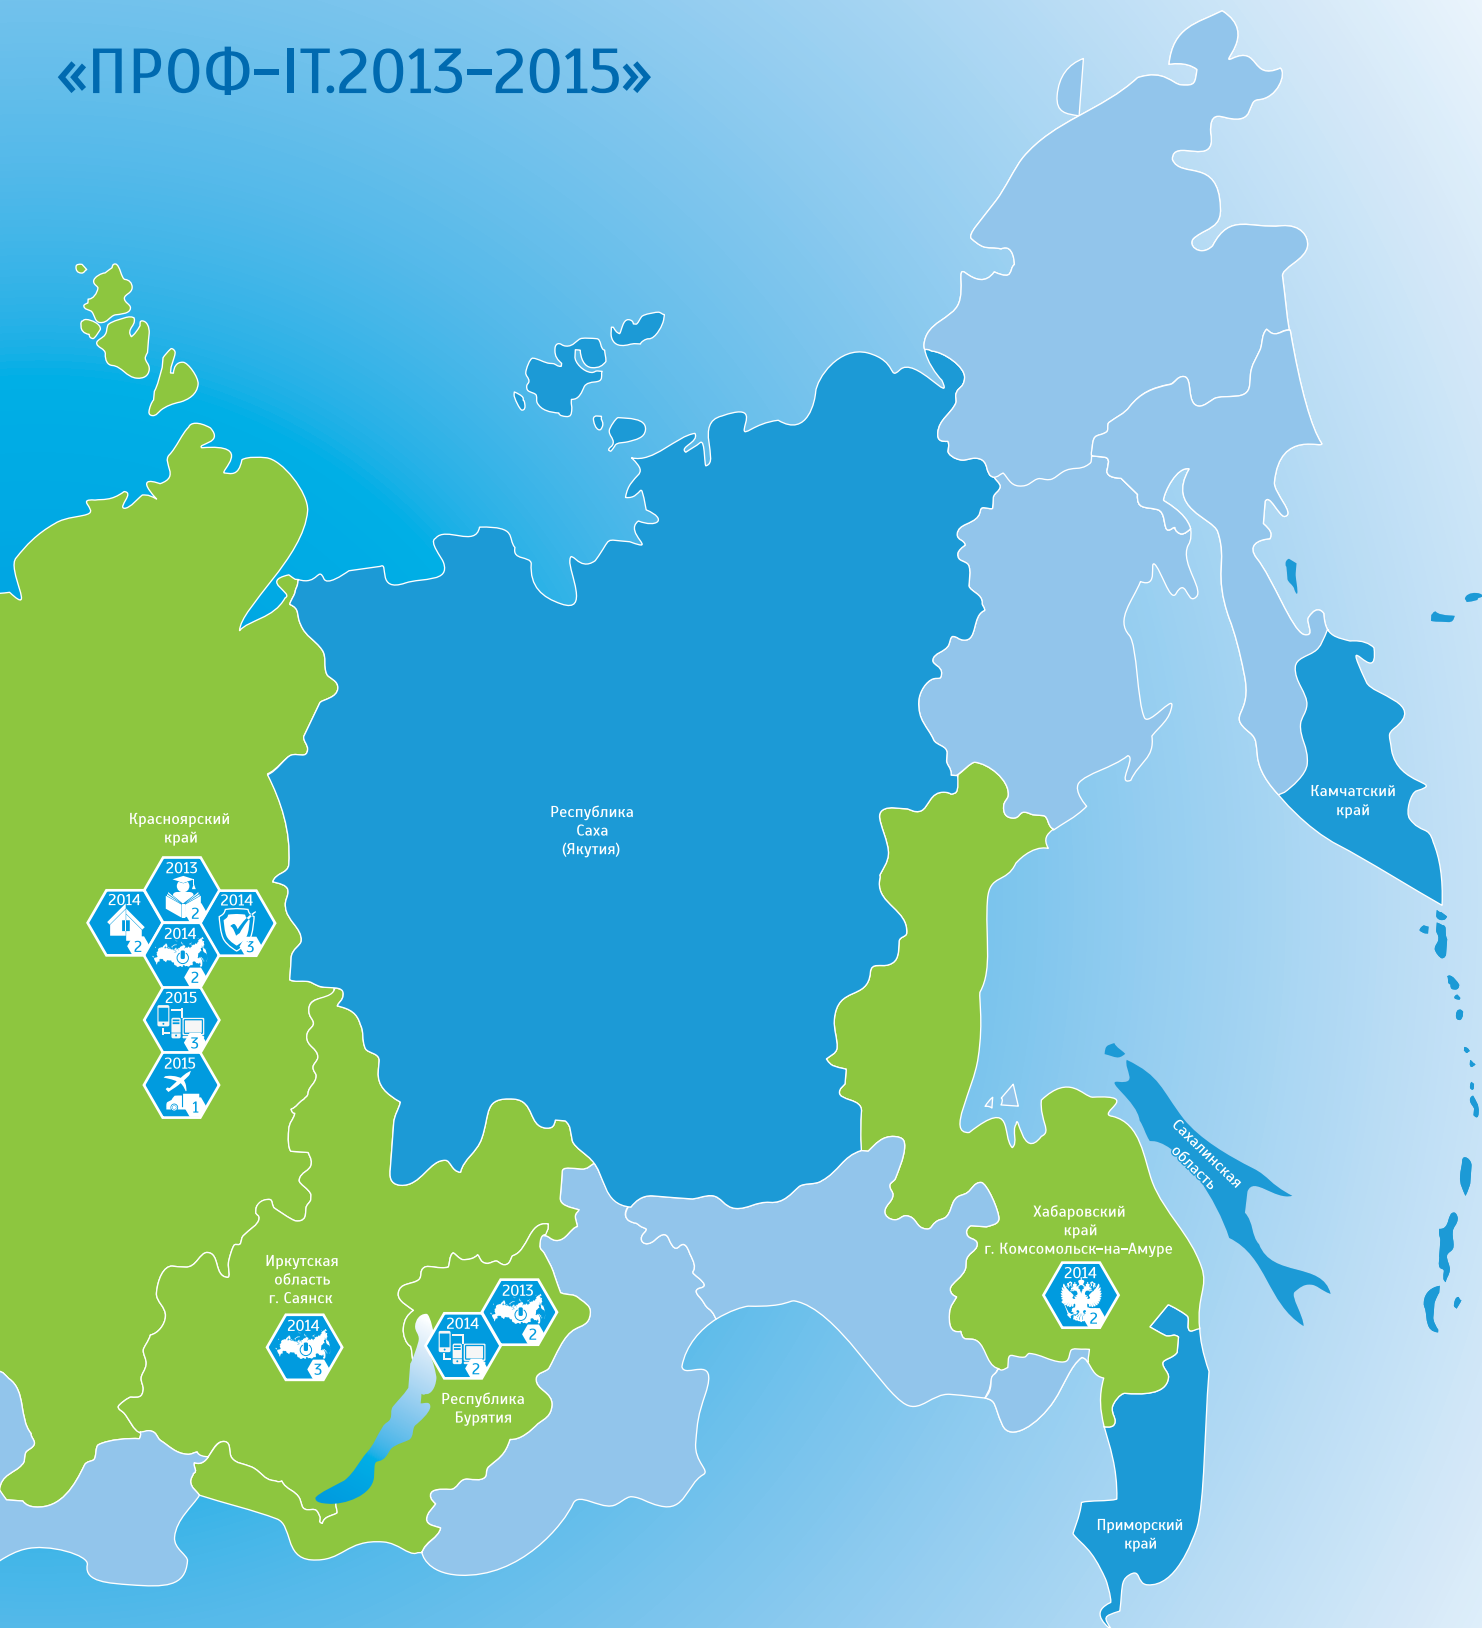 «ПРОФ-IT.2013-2015»
Красноярский
край
2013
2
2014
2
2014
3
2014
2
2015
3
2015
1
Республика
Саха
(Якутия)
Камчатский
край
Сахалинская
область
Хабаровский
край
г. Комсомольск-на-Амуре
2014
2
Иркутская
область
г. Саянск
2014
3
2013
2
2014
2
Республика
Бурятия
Приморский
край